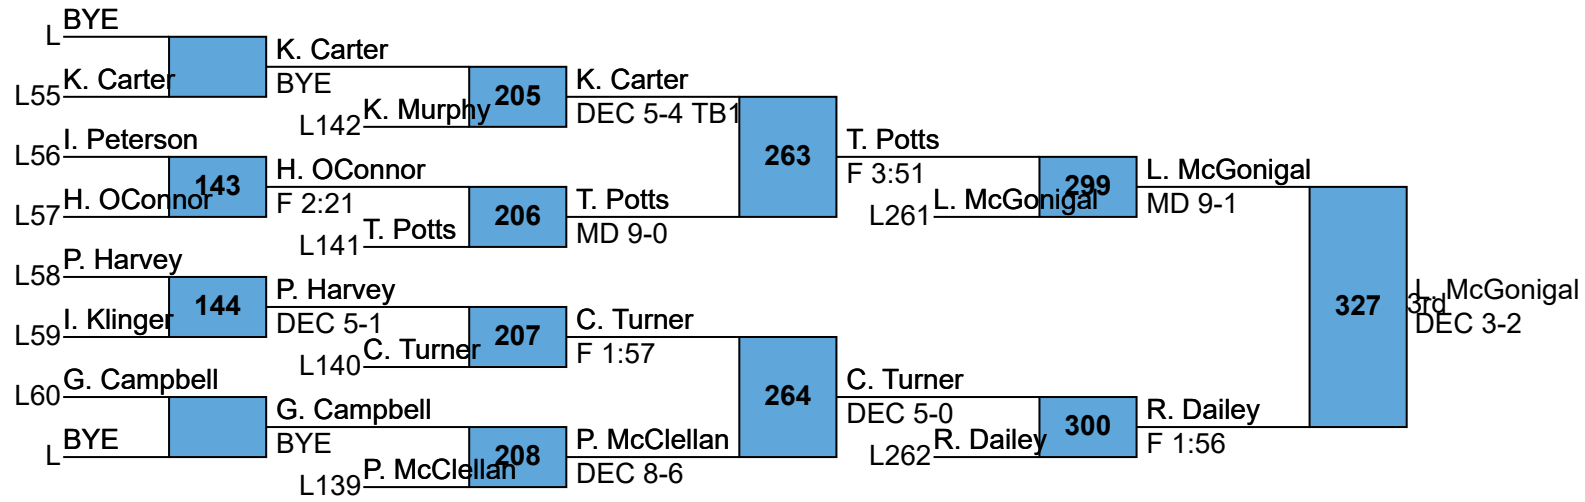 BYE
L
K. Carter
K. Carter
L55
BYE
205
K. Carter
K. Murphy
DEC 5-4 TB1
L142
I. Peterson
T. Potts
L56
263
H. OConnor
F 3:51
L. McGonigal
143
299
H. OConnor
F 2:21
T. Potts
L. McGonigal
MD 9-1
L57
206
L261
T. Potts
MD 9-0
L141
P. Harvey
L58
P. Harvey
L. McGonigal
144
327
3rd
I. Klinger
DEC 5-1
C. Turner
DEC 3-2
L59
207
C. Turner
F 1:57
L140
G. Campbell
C. Turner
L60
264
G. Campbell
DEC 5-0
R. Dailey
300
BYE
BYE
P. McClellan
R. Dailey
F 1:56
L
208
L262
P. McClellan
DEC 8-6
L139